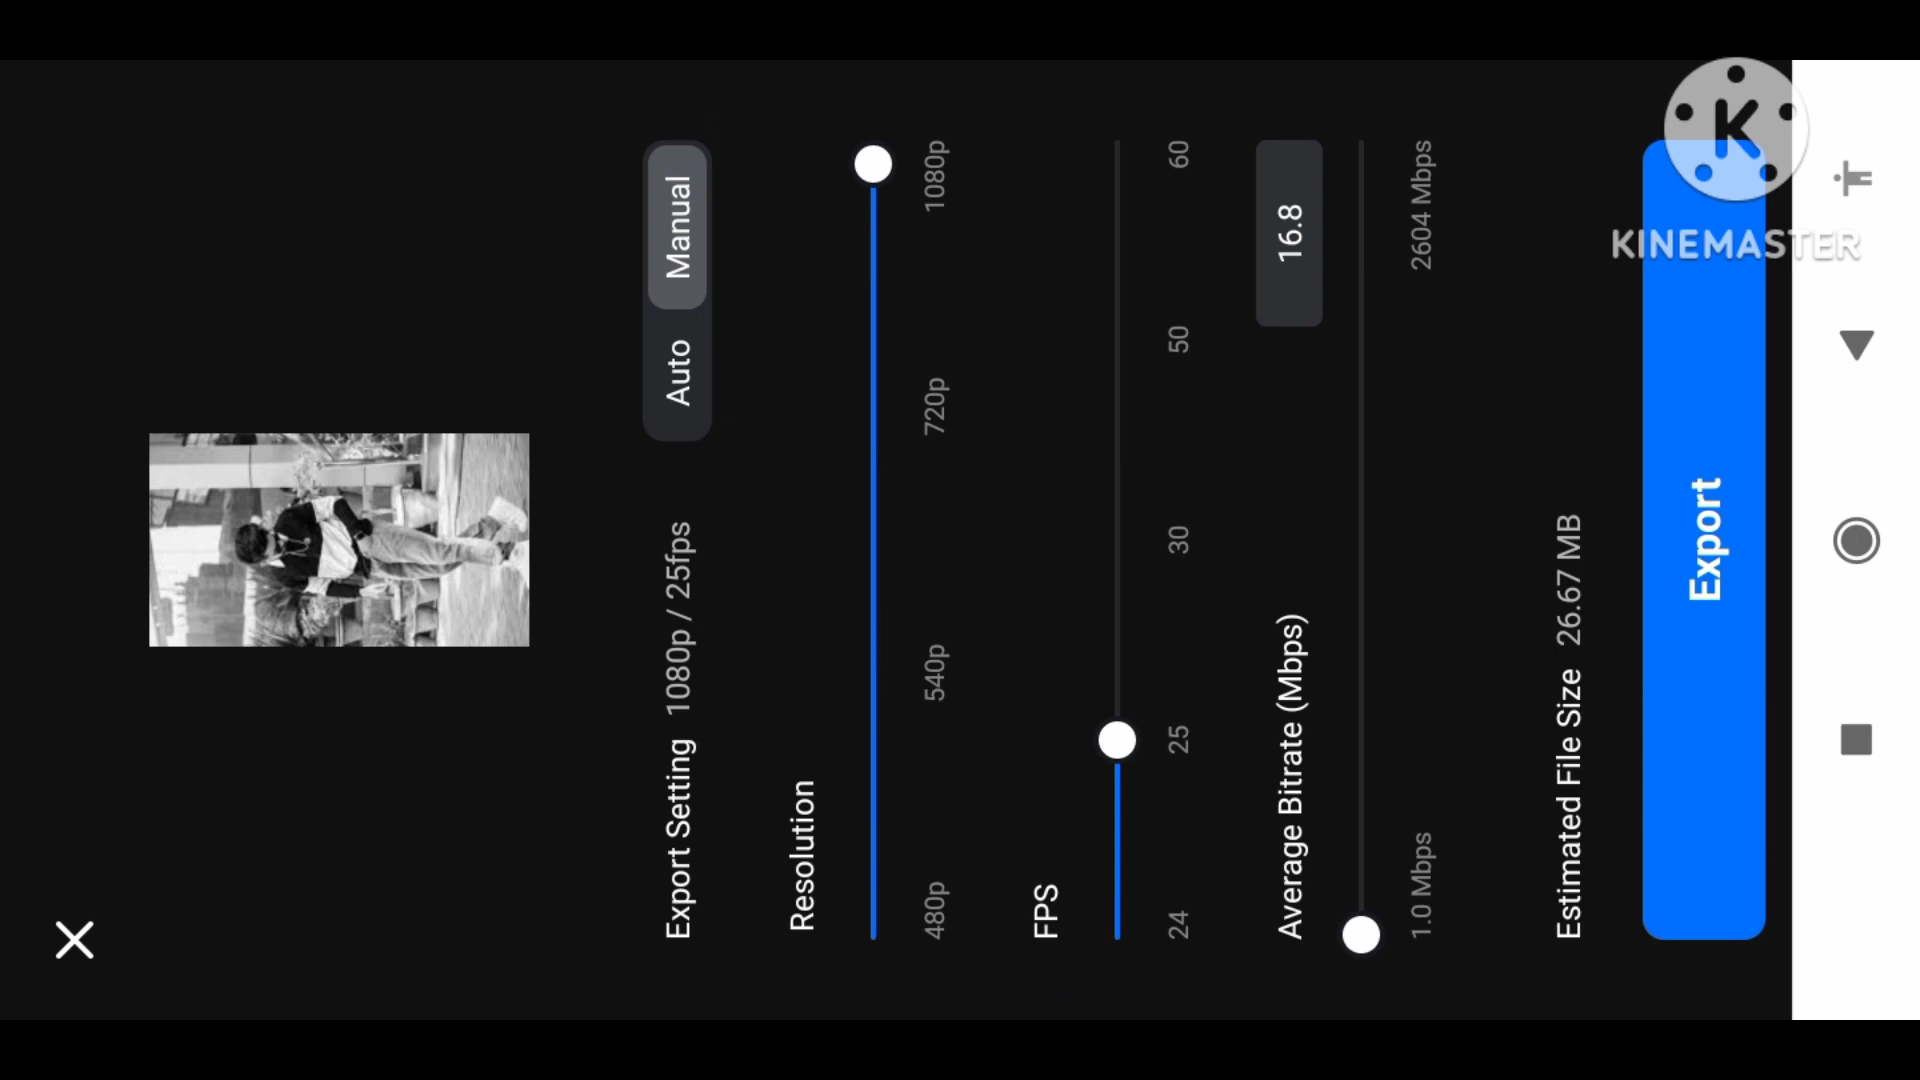 Export Setting 1080p / 25fps
Auto Manual
Resolution
480p 540p 720p 1080p
FPS
24 25 30 50 60
Average Bitrate (Mbps) 16.8
1.0 Mbps 2604 Mbps
Estimated File Size 26.67 MB
Export
K
KINEMASTER